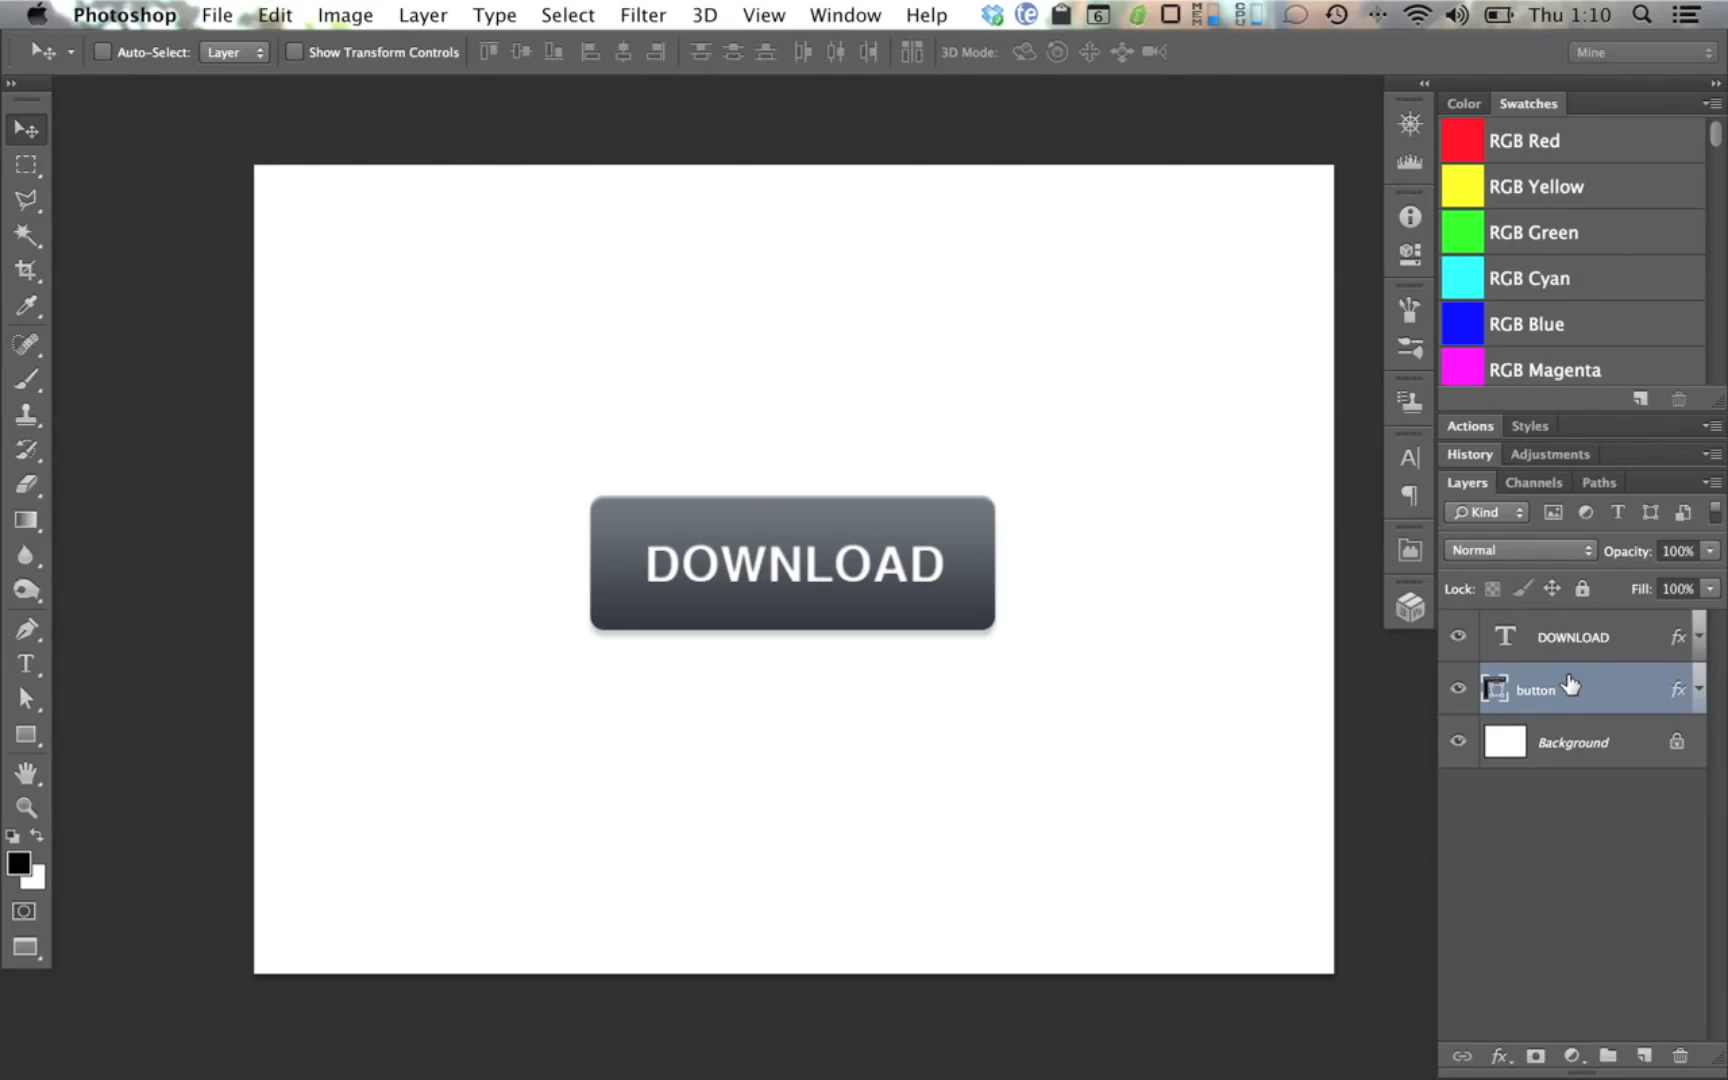 Photoshop File Edit Image Layer Type Select Filter 3D View Window Help 6 Thu 1:10
Auto-Select: Layer Show Transform Controls 3D Mode: Mine
Color Swatches
RGB Red
RGB Yellow
RGB Green
RGB Cyan
RGB Blue
RGB Magenta
Actions Styles
History Adjustments
Layers Channels Paths
Kind
Normal Opacity: 100%
Lock: Fill: 100%
DOWNLOAD fx
button fx
Background
DOWNLOAD
fx